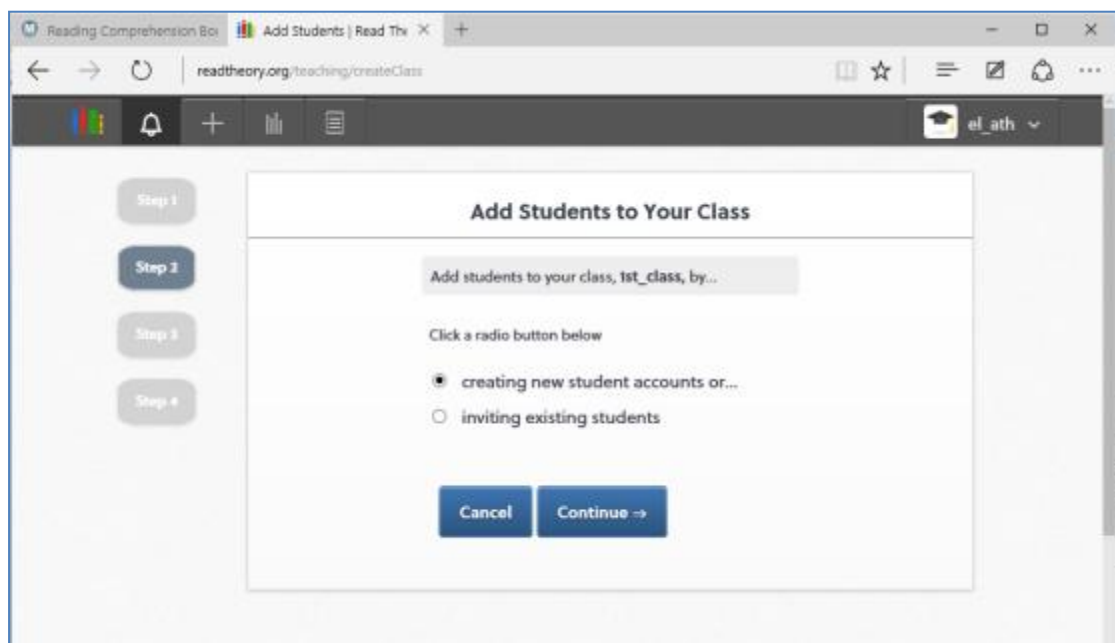 Reading Comprehension Bo
Add Students | Read Th
readtheory.org/teaching/createClass
el_ath
Step 1
Add Students to Your Class
Step 2
Add students to your class, 1st_class, by...
Step 3
Click a radio button below
creating new student accounts or...
Step 4
inviting existing students
Cancel
Continue →